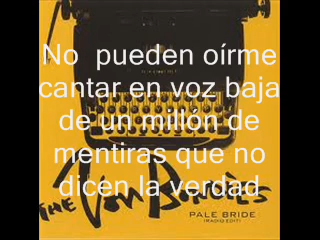 No pueden oírme
cantar en voz baja
de un millón de
mentiras que no
dicen la verdad
THE Von Bondies
PALE BRIDE
(RADIO EDIT)